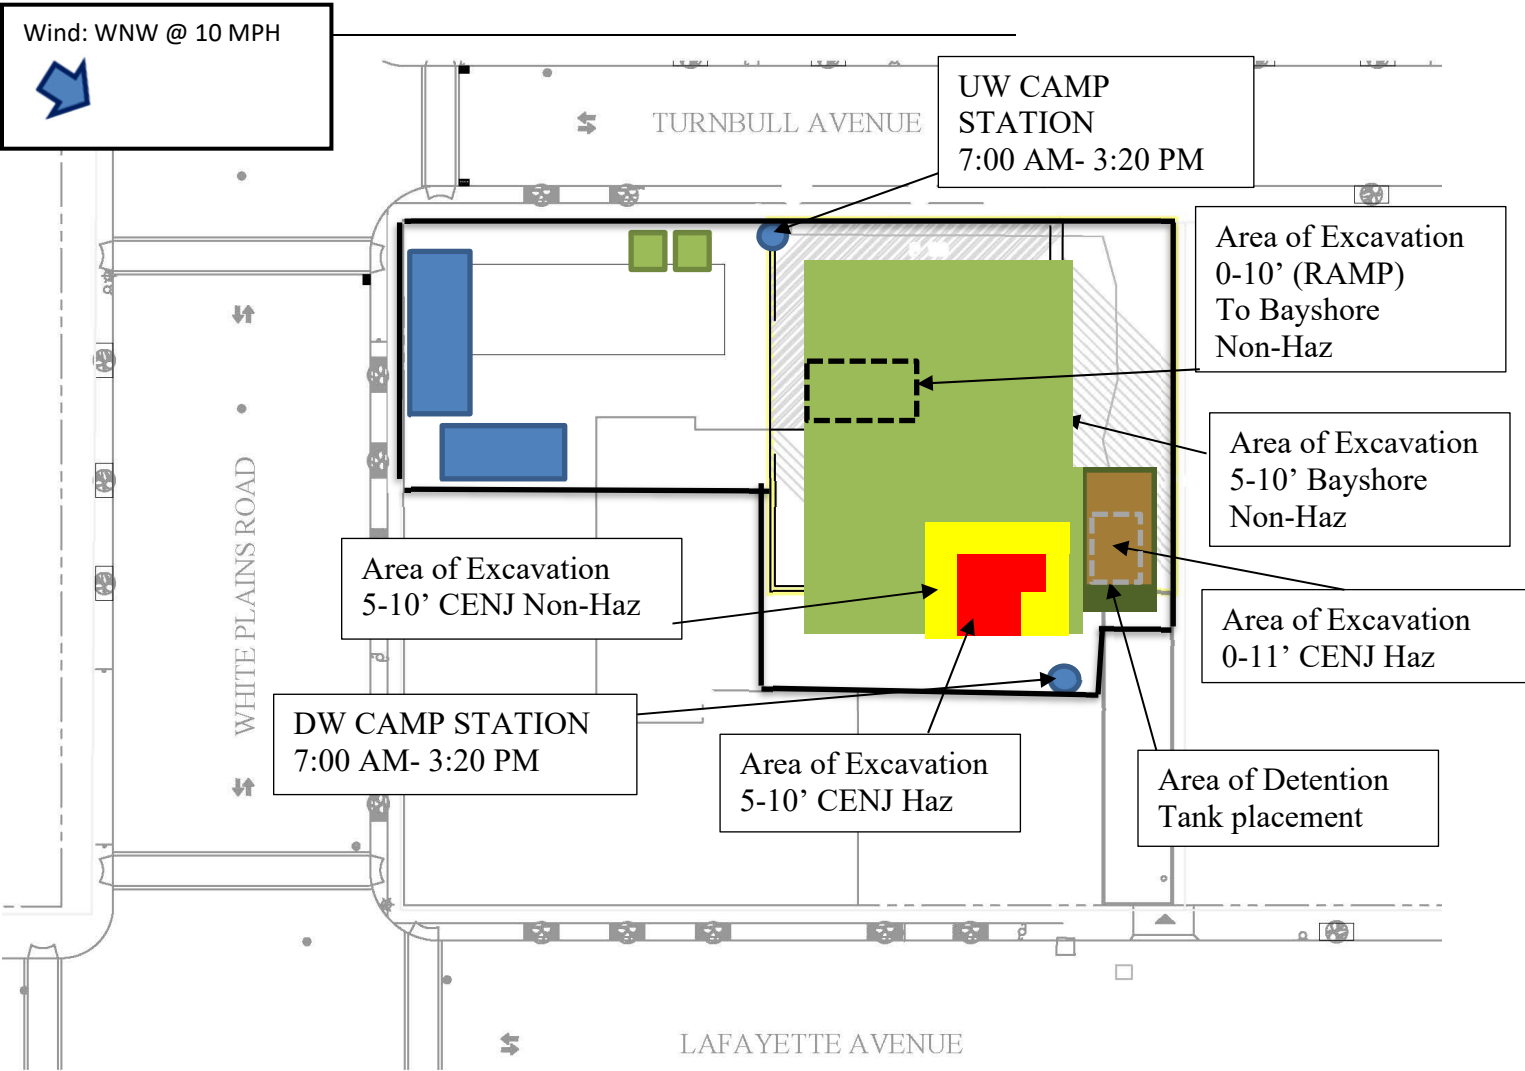 Wind: WNW @ 10 MPH
TURNBULL AVENUE
UW CAMP
STATION
7:00 AM- 3:20 PM
Area of Excavation
0-10’ (RAMP)
To Bayshore
Non-Haz
Area of Excavation
5-10’ Bayshore
Non-Haz
WHITE PLAINS ROAD
Area of Excavation
5-10’ CENJ Non-Haz
Area of Excavation
0-11’ CENJ Haz
DW CAMP STATION
7:00 AM- 3:20 PM
Area of Excavation
5-10’ CENJ Haz
Area of Detention
Tank placement
LAFAYETTE AVENUE